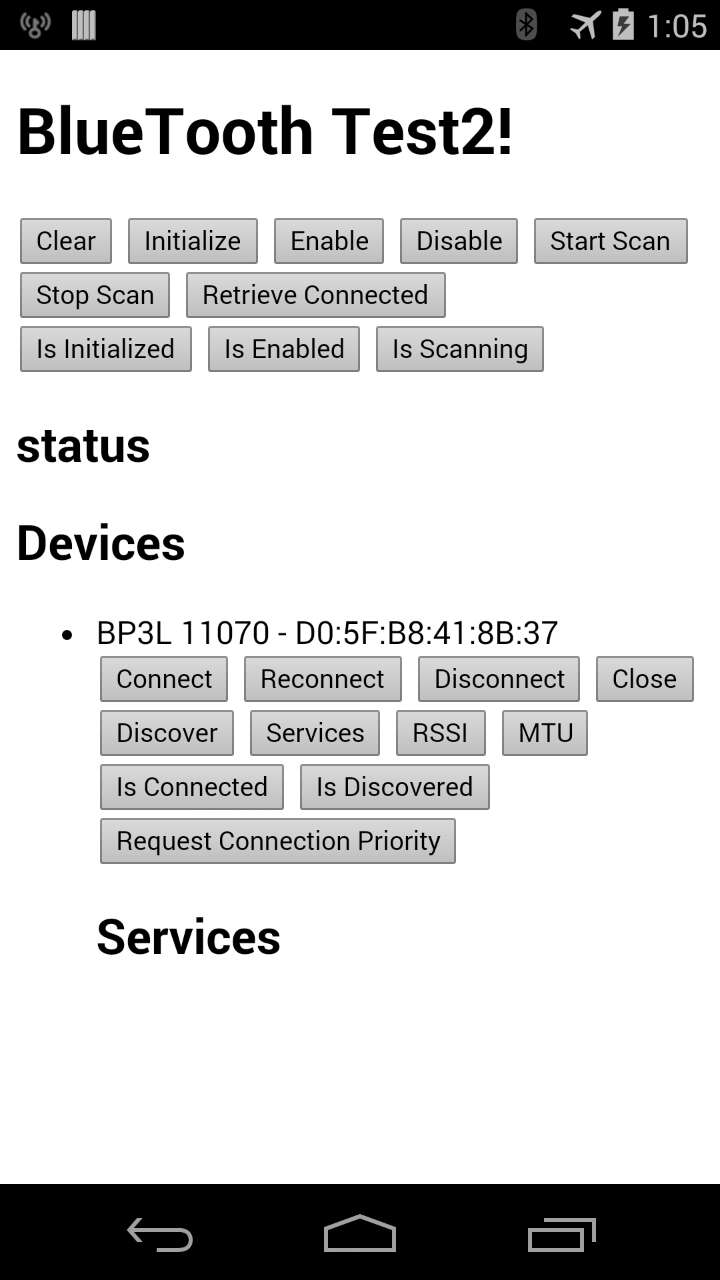 1:05
BlueTooth Test2!
Clear Initialize Enable Disable Start Scan
Stop Scan Retrieve Connected
Is Initialized Is Enabled Is Scanning
status
Devices
BP3L 11070 - D0:5F:B8:41:8B:37
Connect Reconnect Disconnect Close
Discover Services RSSI MTU
Is Connected Is Discovered
Request Connection Priority
Services